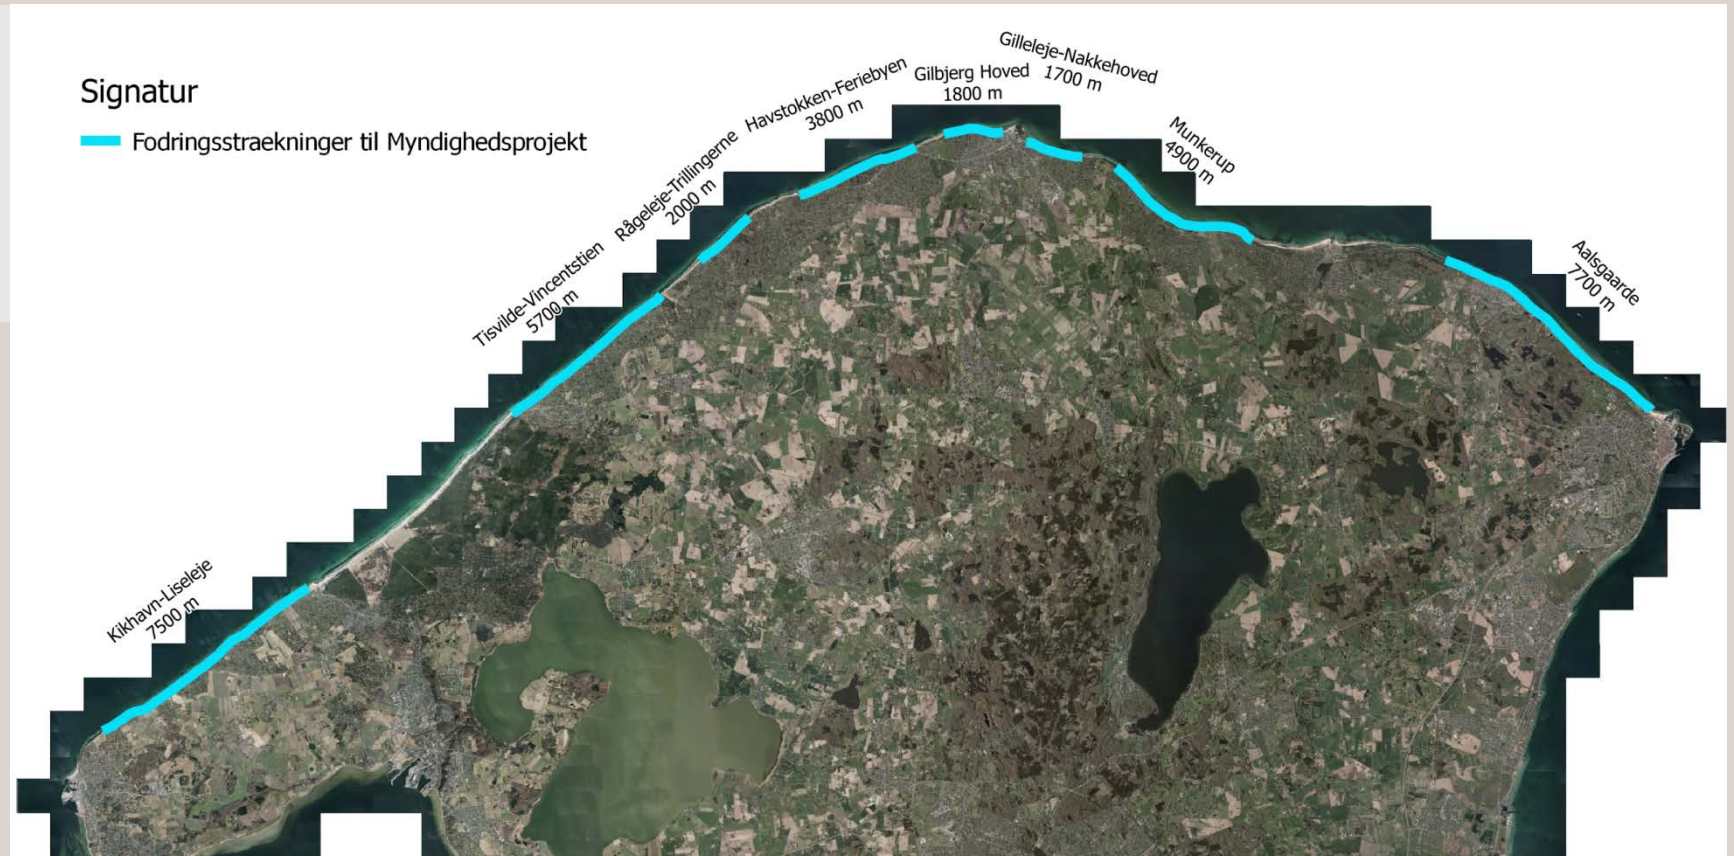 Signatur
Fodringsstraekninger til Myndighedsprojekt
Kikhavn-Liseleje
7500 m
Tisvilde-Vincentstien
5700 m
Rågeleje-Trillingerne
2000 m
Havstokken-Feriebyen
3800 m
Gilbjerg Hoved
1800 m
Gilleleje-Nakkehoved
1700 m
Munkerup
4900 m
Aalsgaarde
7700 m